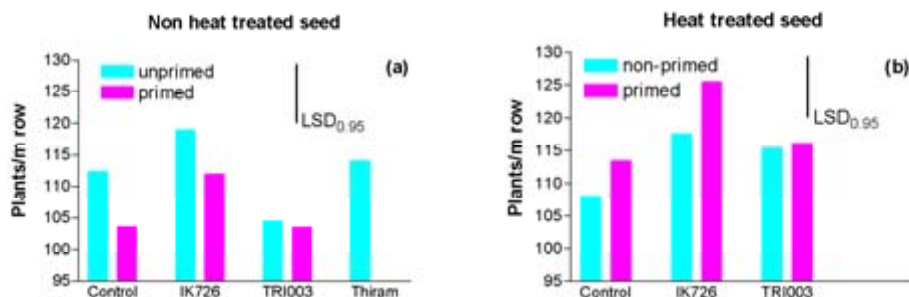 Non heat treated seed
130
125
120
115
110
105
100
95
Plants/m row
unprimed
primed
LSD0.95
(a)
Control
IK726
TRI003
Thiram
Heat treated seed
130
125
120
115
110
105
100
95
Plants/m row
non-primed
primed
LSD0.95
(b)
Control
IK726
TRI003